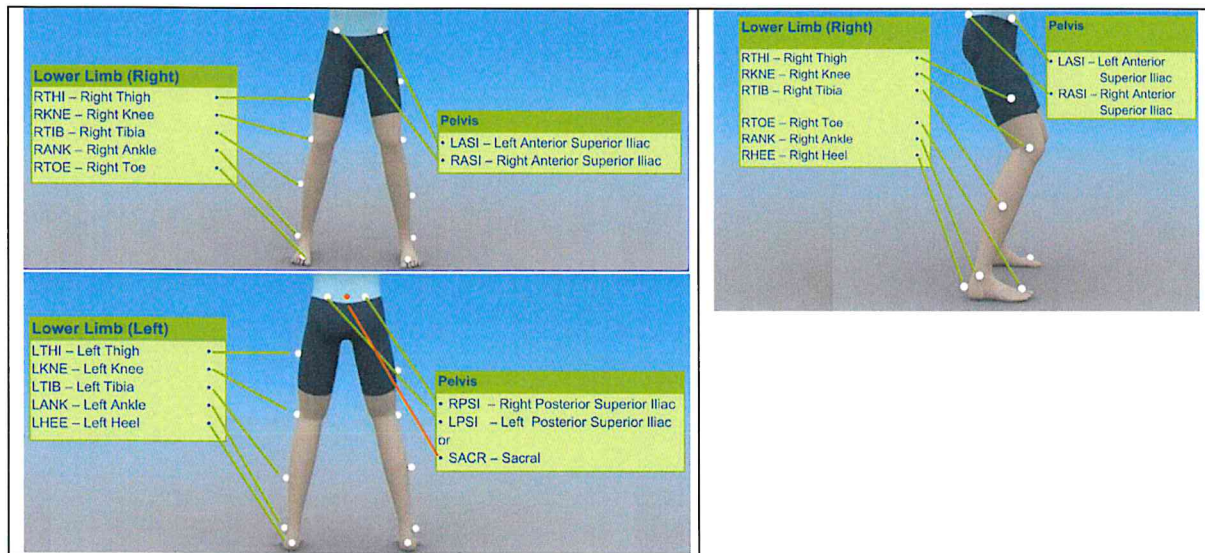 Lower Limb (Right)
RTHI – Right Thigh
RKNE – Right Knee
RTIB – Right Tibia
RANK – Right Ankle
RTOE – Right Toe
Pelvis
• LASI – Left Anterior Superior Iliac
• RASI – Right Anterior Superior Iliac
Lower Limb (Left)
LTHI – Left Thigh
LKNE – Left Knee
LTIB – Left Tibia
LANK – Left Ankle
LHEE – Left Heel
Pelvis
• RPSI – Right Posterior Superior Iliac
• LPSI – Left Posterior Superior Iliac
or
• SACR – Sacral
Lower Limb (Right)
RTHI – Right Thigh
RKNE – Right Knee
RTIB – Right Tibia
RTOE – Right Toe
RANK – Right Ankle
RHEE – Right Heel
Pelvis
• LASI – Left Anterior
Superior Iliac
• RASI – Right Anterior
Superior Iliac